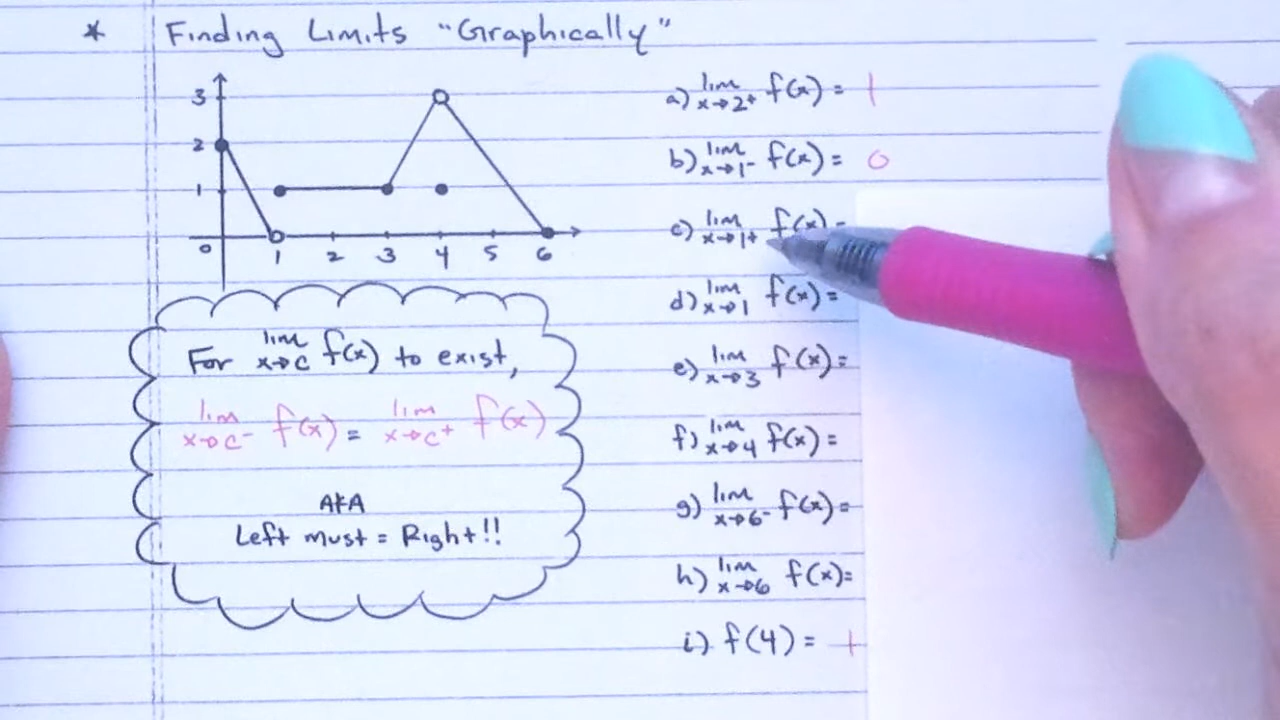 * Finding Limits "Graphically"
3
2
1
0 1 2 3 4 5 6
a) lim x→2⁺ f(x) = 1
b) lim x→1⁻ f(x) = 0
c) lim x→1⁺ f(x) =
d) lim x→1 f(x) =
e) lim x→3 f(x) =
f) lim x→4 f(x) =
g) lim x→6⁻ f(x) =
h) lim x→6 f(x) =
i) f(4) = 1
For lim x→c f(x) to exist,
lim x→c⁻ f(x) = lim x→c⁺ f(x)
AKA
Left must = Right!!